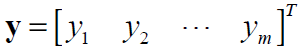 𝐲 = [y₁ y₂ ⋯ yₘ]ᵀ